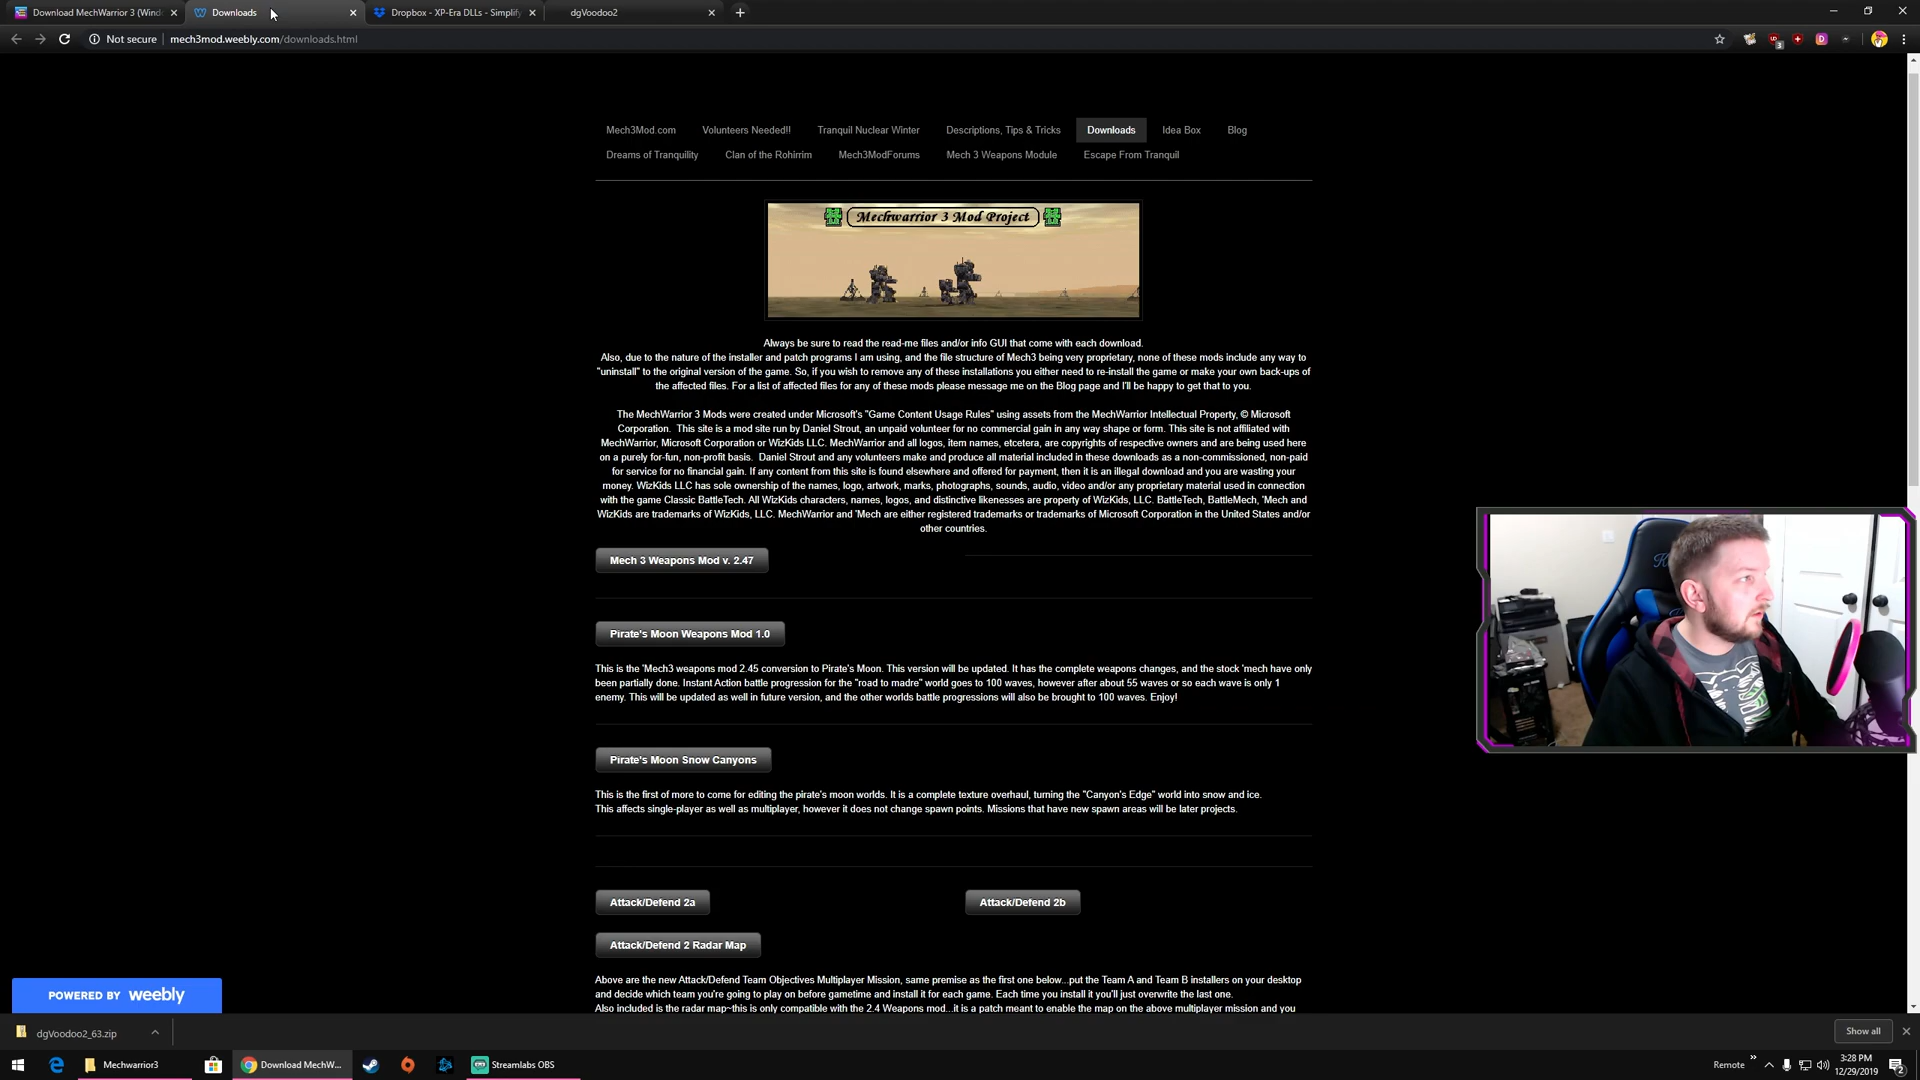 Download MechWarrior 3 (Wind
Downloads
Dropbox - XP-Era DLLs - Simplify
dgVoodoo2
Not secure
mech3mod.weebly.com/downloads.html
3
Mech3Mod.com
Volunteers Needed!!
Tranquil Nuclear Winter
Descriptions, Tips & Tricks
Downloads
Idea Box
Blog
Dreams of Tranquility
Clan of the Rohirrim
Mech3ModForums
Mech 3 Weapons Module
Escape From Tranquil
Mechwarrior 3 Mod Project
Always be sure to read the read-me files and/or info GUI that come with each download.
Also, due to the nature of the installer and patch programs I am using, and the file structure of Mech3 being very proprietary, none of these mods include any way to
"uninstall" to the original version of the game. So, if you wish to remove any of these installations you either need to re-install the game or make your own back-ups of
the affected files. For a list of affected files for any of these mods please message me on the Blog page and I'll be happy to get that to you.
The MechWarrior 3 Mods were created under Microsoft's "Game Content Usage Rules" using assets from the MechWarrior Intellectual Property, © Microsoft
Corporation. This site is a mod site run by Daniel Strout, an unpaid volunteer for no commercial gain in any way shape or form. This site is not affiliated with
MechWarrior, Microsoft Corporation or WizKids LLC. MechWarrior and all logos, item names, etcetera, are copyrights of respective owners and are being used here
on a purely for-fun, non-profit basis. Daniel Strout and any volunteers make and produce all material included in these downloads as a non-commissioned, non-paid
for service for no financial gain. If any content from this site is found elsewhere and offered for payment, then it is an illegal download and you are wasting your
money. WizKids LLC has sole ownership of the names, logo, artwork, marks, photographs, sounds, audio, video and/or any proprietary material used in connection
with the game Classic BattleTech. All WizKids characters, names, logos, and distinctive likenesses are property of WizKids, LLC. BattleTech, BattleMech, 'Mech and
WizKids are trademarks of WizKids, LLC. MechWarrior and 'Mech are either registered trademarks or trademarks of Microsoft Corporation in the United States and/or
other countries.
Mech 3 Weapons Mod v. 2.47
Pirate's Moon Weapons Mod 1.0
This is the 'Mech3 weapons mod 2.45 conversion to Pirate's Moon. This version will be updated. It has the complete weapons changes, and the stock 'mech have only
been partially done. Instant Action battle progression for the "road to madre" world goes to 100 waves, however after about 55 waves or so each wave is only 1
enemy. This will be updated as well in future version, and the other worlds battle progressions will also be brought to 100 waves. Enjoy!
Pirate's Moon Snow Canyons
This is the first of more to come for editing the pirate's moon worlds. It is a complete texture overhaul, turning the "Canyon's Edge" world into snow and ice.
This affects single-player as well as multiplayer, however it does not change spawn points. Missions that have new spawn areas will be later projects.
Attack/Defend 2a
Attack/Defend 2b
Attack/Defend 2 Radar Map
Above are the new Attack/Defend Team Objectives Multiplayer Mission, same premise as the first one below...put the Team A and Team B installers on your desktop
and decide which team you're going to play on before gametime and install it for each game. Each time you install it you'll just overwrite the last one.
Also included is the radar map~this is only compatible with the 2.4 Weapons mod...it is a patch meant to enable the map on the above multiplayer mission and you
POWERED BY weebly
dgVoodoo2_63.zip
Show all
Mechwarrior3
Download MechW...
Streamlabs OBS
Remote
3:28 PM
12/29/2019
2